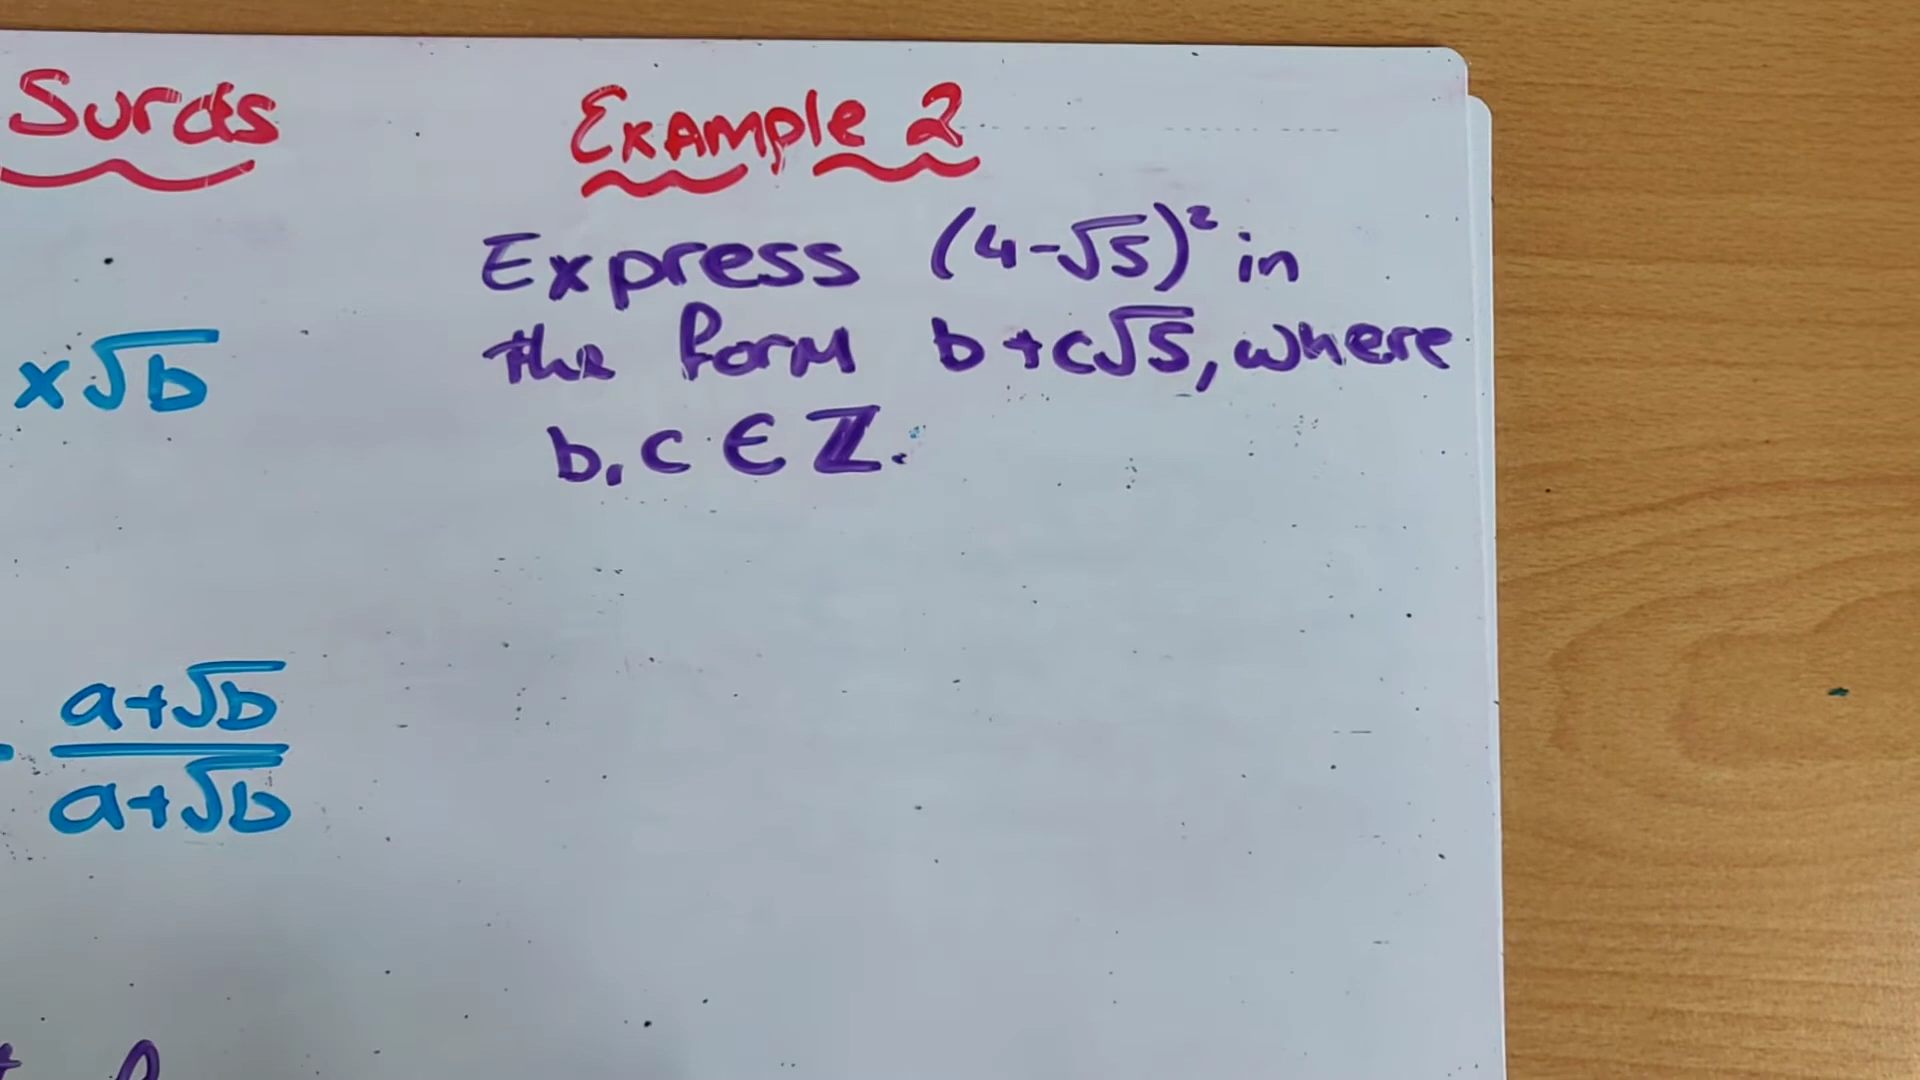 Surds
Example 2
Express (4-√5)² in
the form b+c√5, where
b, c ∈ ℤ.
x√b
a+√b
a+√b